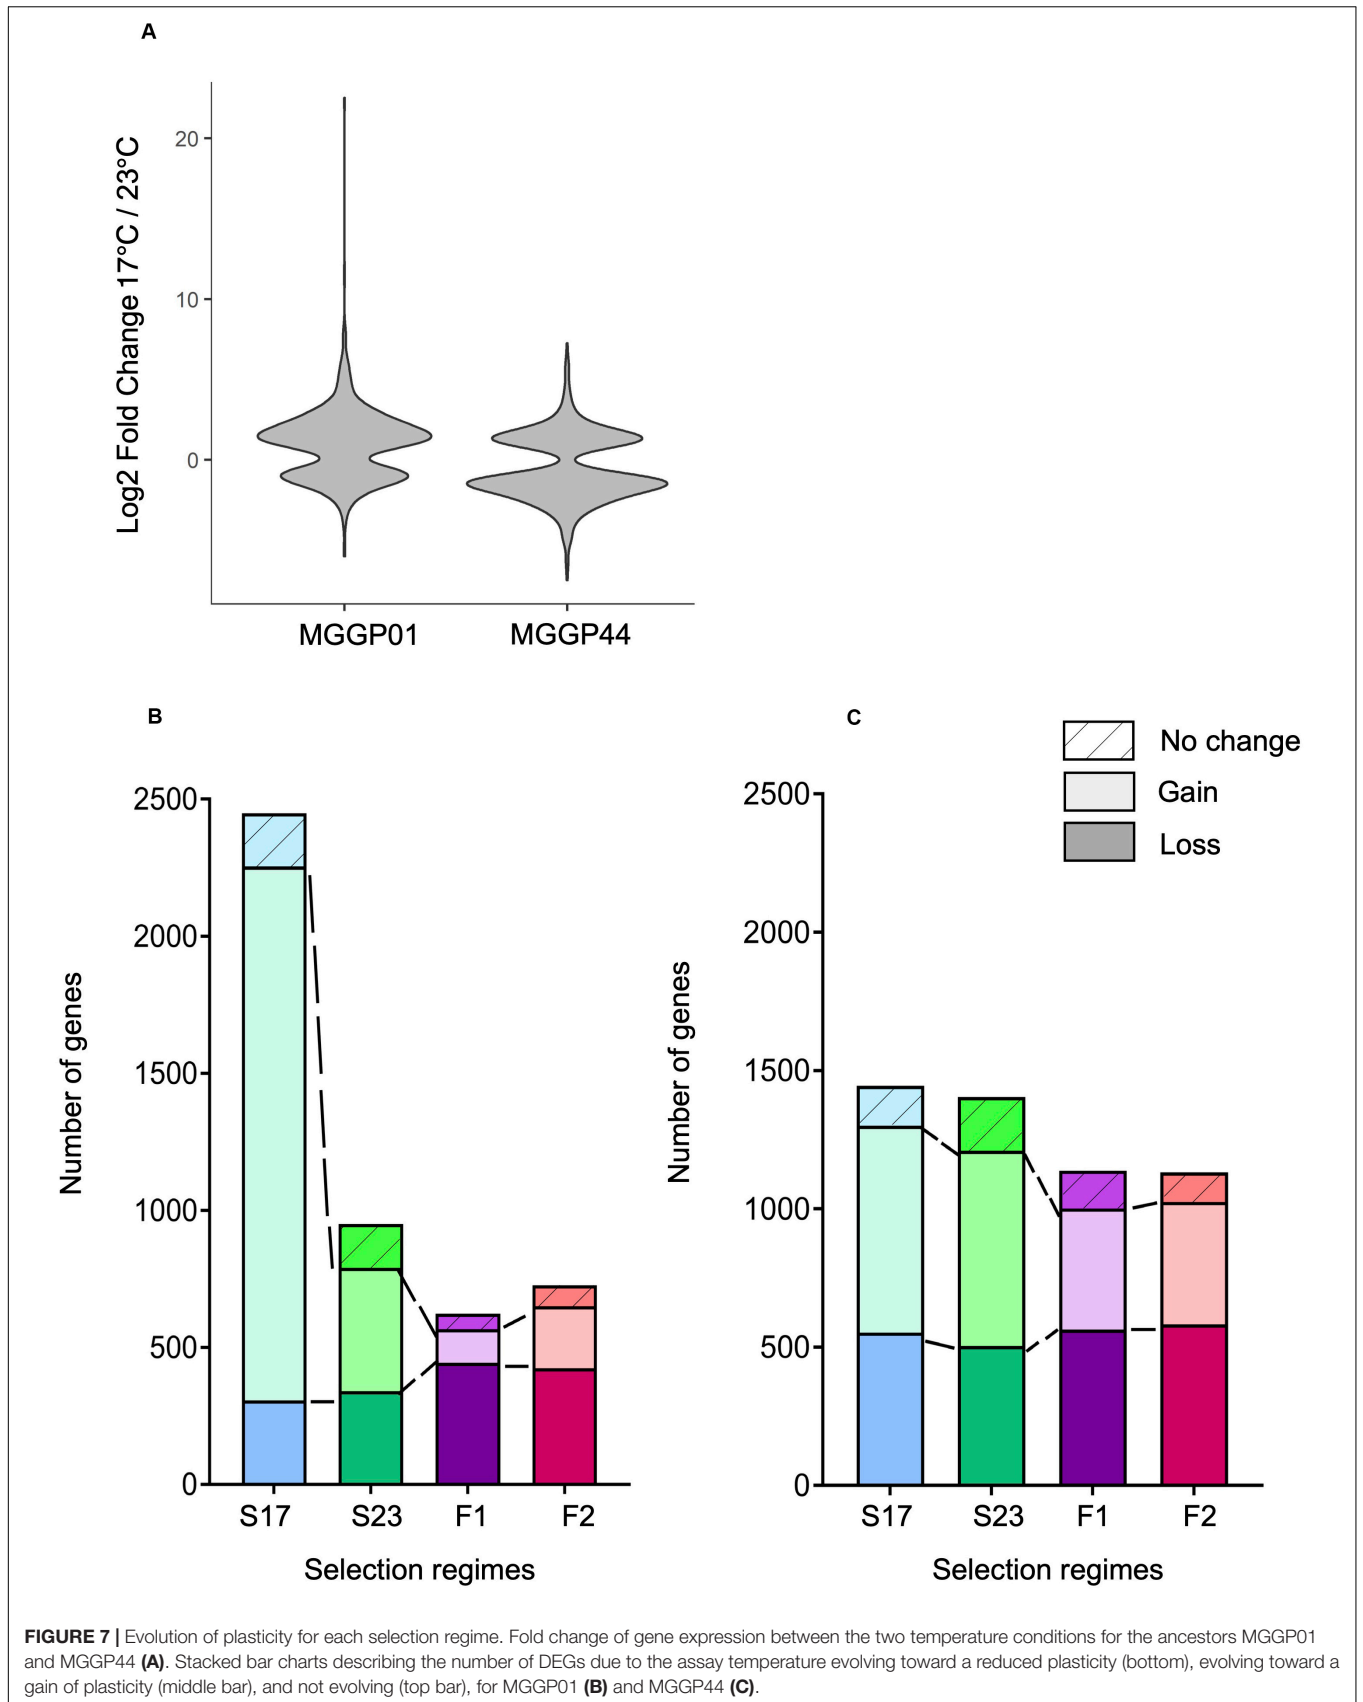 A
Log2 Fold Change 17°C / 23°C
20
10
0
MGGP01 MGGP44
B
Number of genes
2500
2000
1500
1000
500
0
S17 S23 F1 F2
Selection regimes
C
No change
Gain
Loss
Number of genes
2500
2000
1500
1000
500
0
S17 S23 F1 F2
Selection regimes
FIGURE 7 | Evolution of plasticity for each selection regime. Fold change of gene expression between the two temperature conditions for the ancestors MGGP01
and MGGP44 (A). Stacked bar charts describing the number of DEGs due to the assay temperature evolving toward a reduced plasticity (bottom), evolving toward a
gain of plasticity (middle bar), and not evolving (top bar), for MGGP01 (B) and MGGP44 (C).